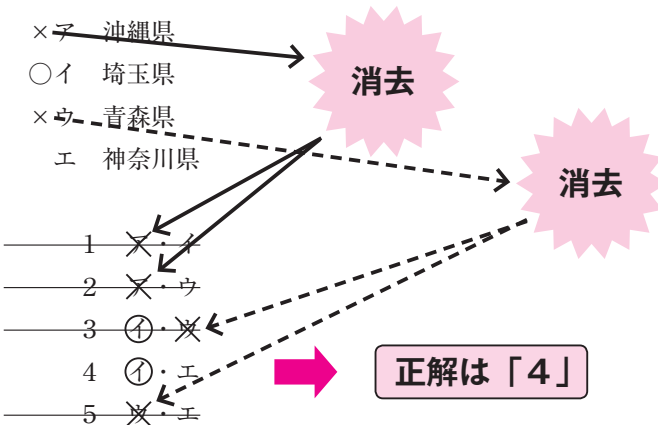 ×ア 沖縄県
○イ 埼玉県
×ウ 青森県
エ 神奈川県
消去
消去
1 ア・イ
2 ア・ウ
3 イ・ウ
4 イ・エ
5 ウ・エ
正解は「4」